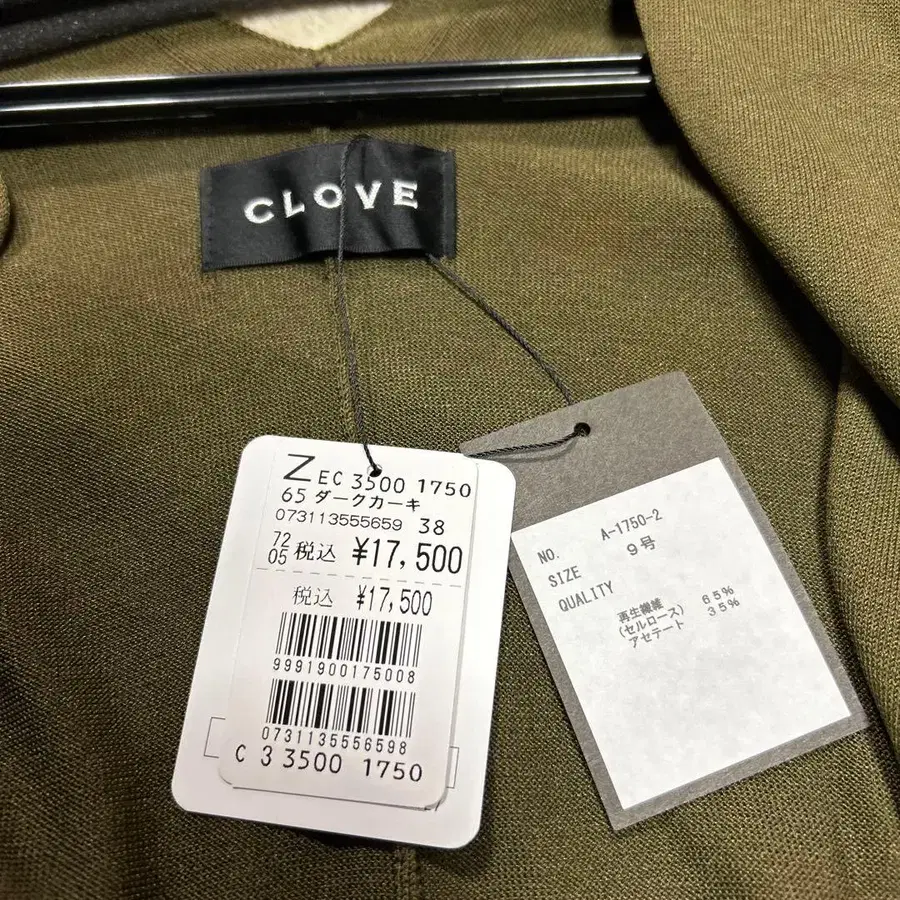 CLOVE
Z EC 3500 1750
65 ダークカーキ
073113555659 38
7205 税込 ¥17,500
税込 ¥17,500
9991900175008
0731135556598
C 3 3500 1750
NO. A-1750-2
SIZE 9号
QUALITY
再生繊維 65%
(セルロース)
アセテート 35%